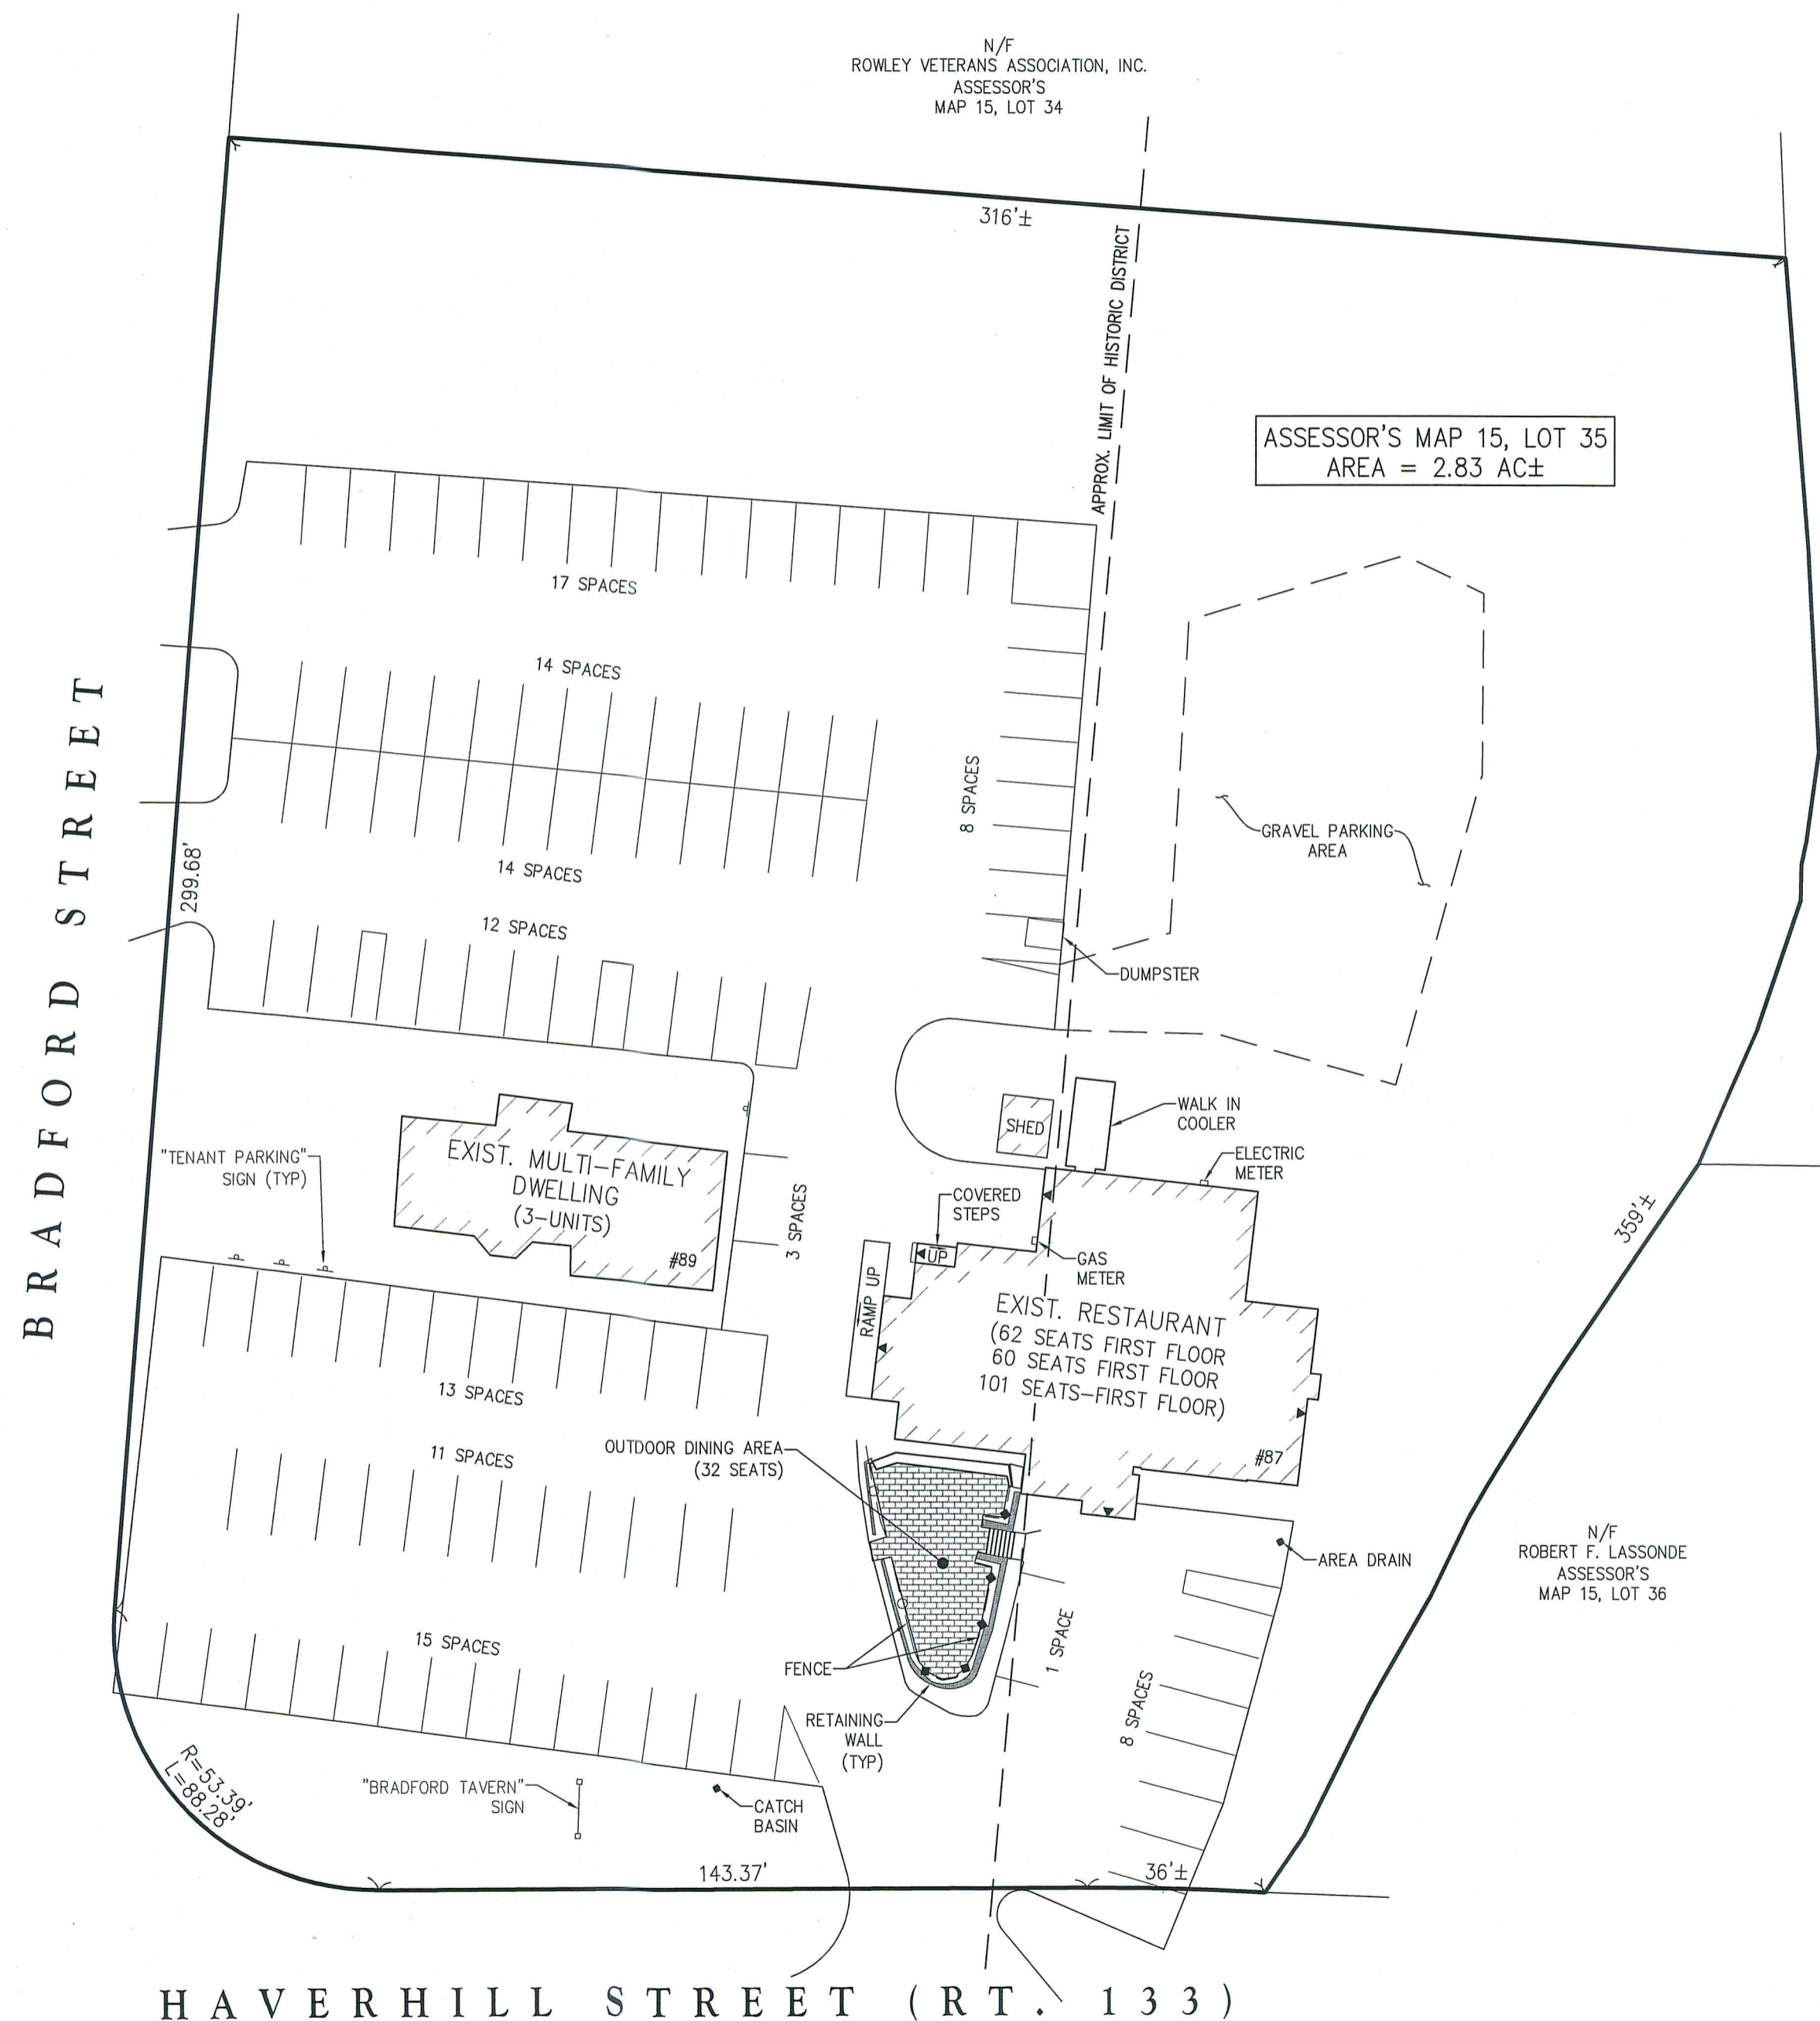 N/F
ROWLEY VETERANS ASSOCIATION, INC.
ASSESSOR'S
MAP 15, LOT 34
316'±
APPROX. LIMIT OF HISTORIC DISTRICT
ASSESSOR'S MAP 15, LOT 35
AREA = 2.83 AC±
17 SPACES
14 SPACES
8 SPACES
GRAVEL PARKING
AREA
14 SPACES
299.68'
BRADFORD STREET
12 SPACES
DUMPSTER
SHED
WALK IN
COOLER
ELECTRIC
METER
"TENANT PARKING"
SIGN (TYP)
EXIST. MULTI-FAMILY
DWELLING
(3-UNITS)
#89
3 SPACES
COVERED
STEPS
UP
GAS
METER
RAMP UP
359'±
EXIST. RESTAURANT
(62 SEATS FIRST FLOOR
60 SEATS FIRST FLOOR
101 SEATS-FIRST FLOOR)
#87
13 SPACES
11 SPACES
OUTDOOR DINING AREA
(32 SEATS)
AREA DRAIN
N/F
ROBERT F. LASSONDE
ASSESSOR'S
MAP 15, LOT 36
15 SPACES
FENCE
1 SPACE
8 SPACES
RETAINING
WALL
(TYP)
R=53.39'
L=88.28'
"BRADFORD TAVERN"
SIGN
CATCH
BASIN
143.37'
36'±
HAVERHILL STREET (RT. 133)